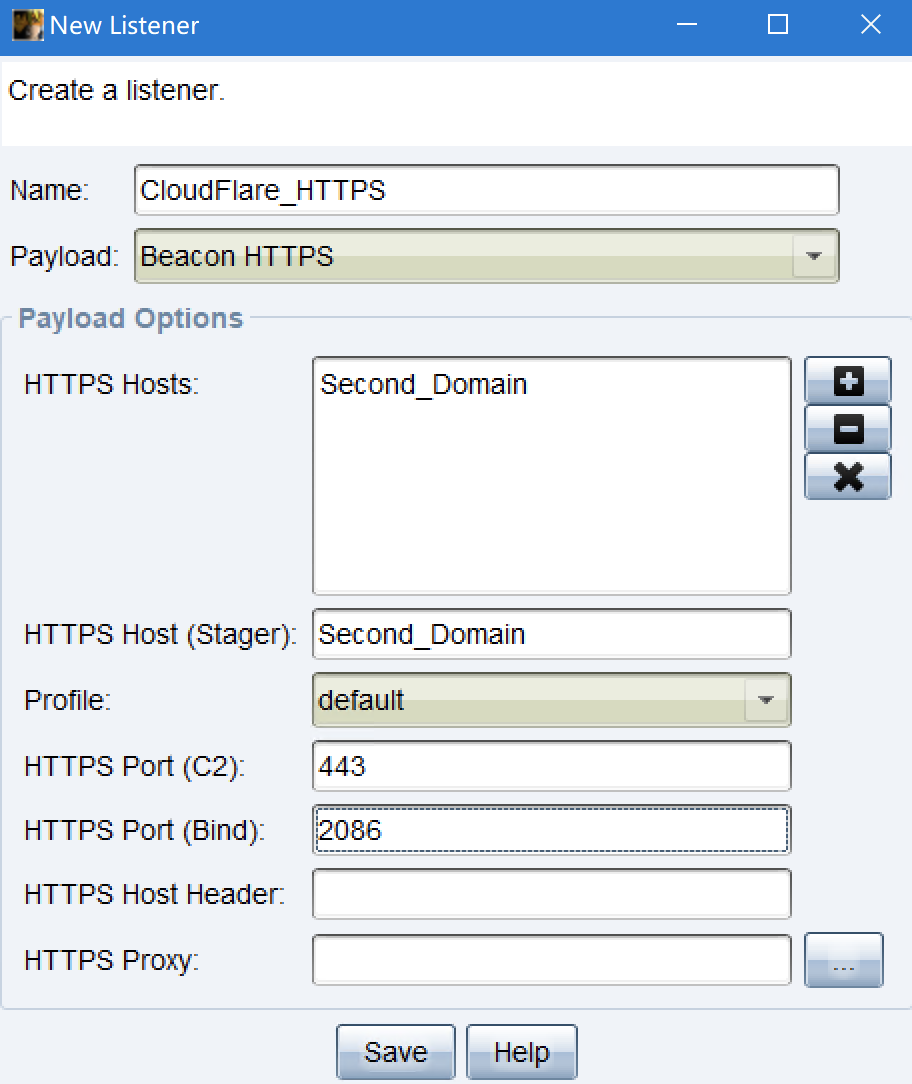 New Listener
Create a listener.
Name: CloudFlare_HTTPS
Payload: Beacon HTTPS
Payload Options
HTTPS Hosts: Second_Domain
HTTPS Host (Stager): Second_Domain
Profile: default
HTTPS Port (C2): 443
HTTPS Port (Bind): 2086
HTTPS Host Header:
HTTPS Proxy: ...
Save Help